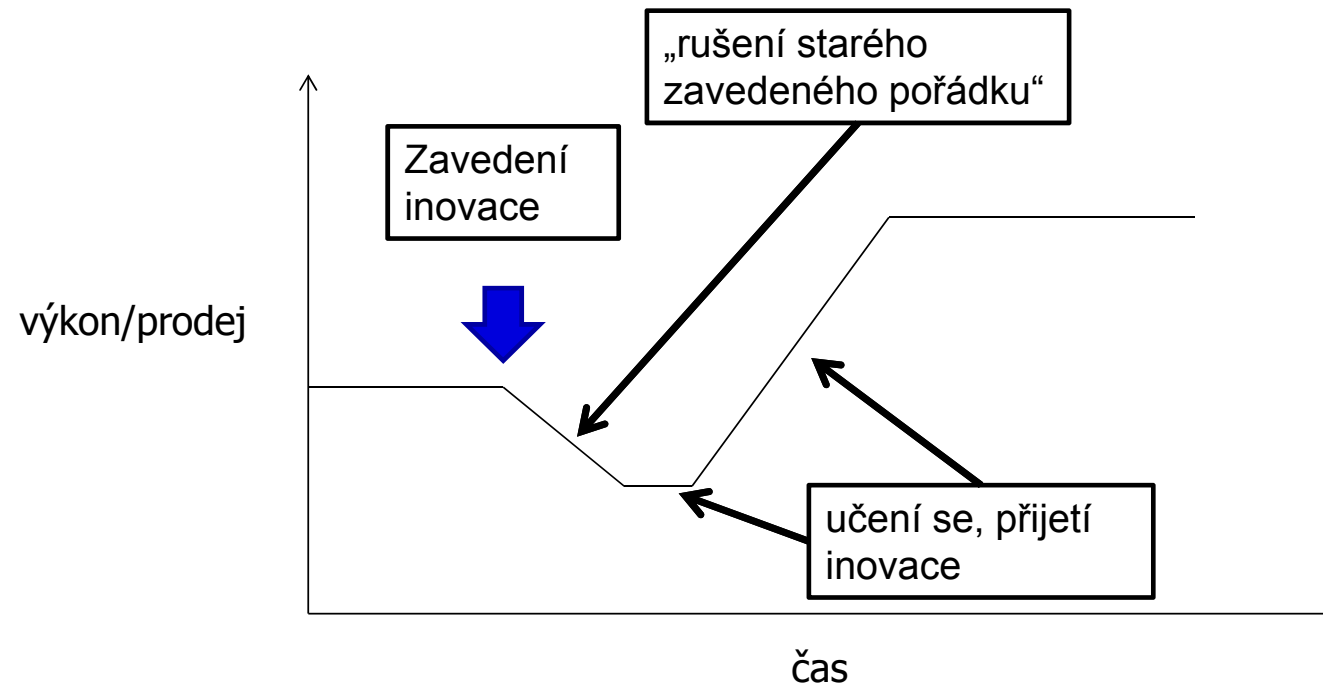 „rušení starého
zavedeného pořádku“
Zavedení
inovace
výkon/prodej
učení se, přijetí
inovace
čas